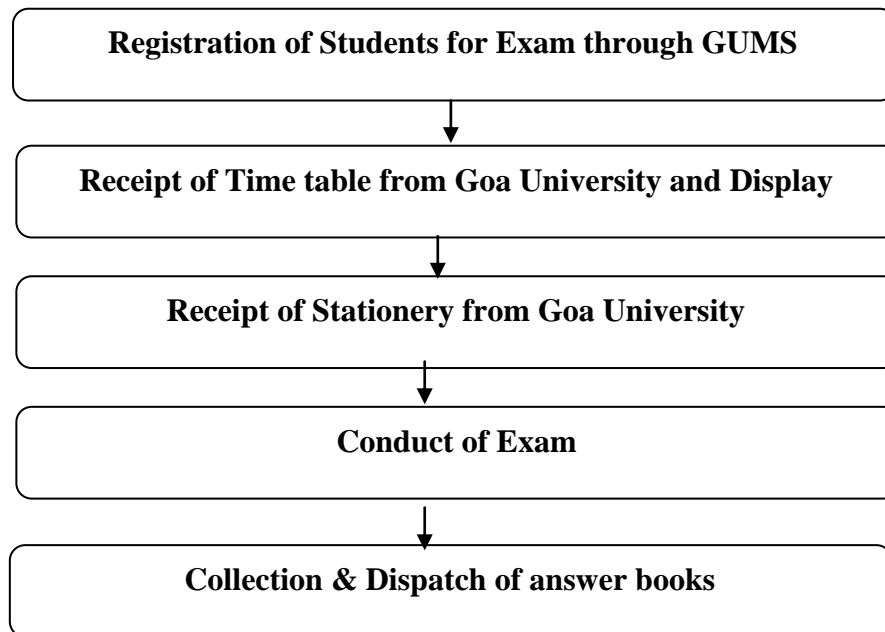 Registration of Students for Exam through GUMS
Receipt of Time table from Goa University and Display
Receipt of Stationery from Goa University
Conduct of Exam
Collection & Dispatch of answer books